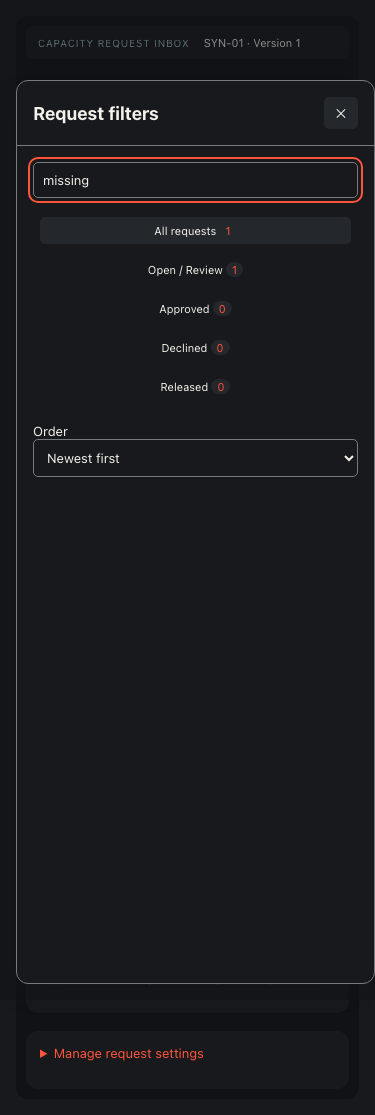 CAPACITY REQUEST INBOX SYN-01 · Version 1
Request filters
missing
All requests 1
Open / Review 1
Approved 0
Declined 0
Released 0
Order
Newest first
Manage request settings